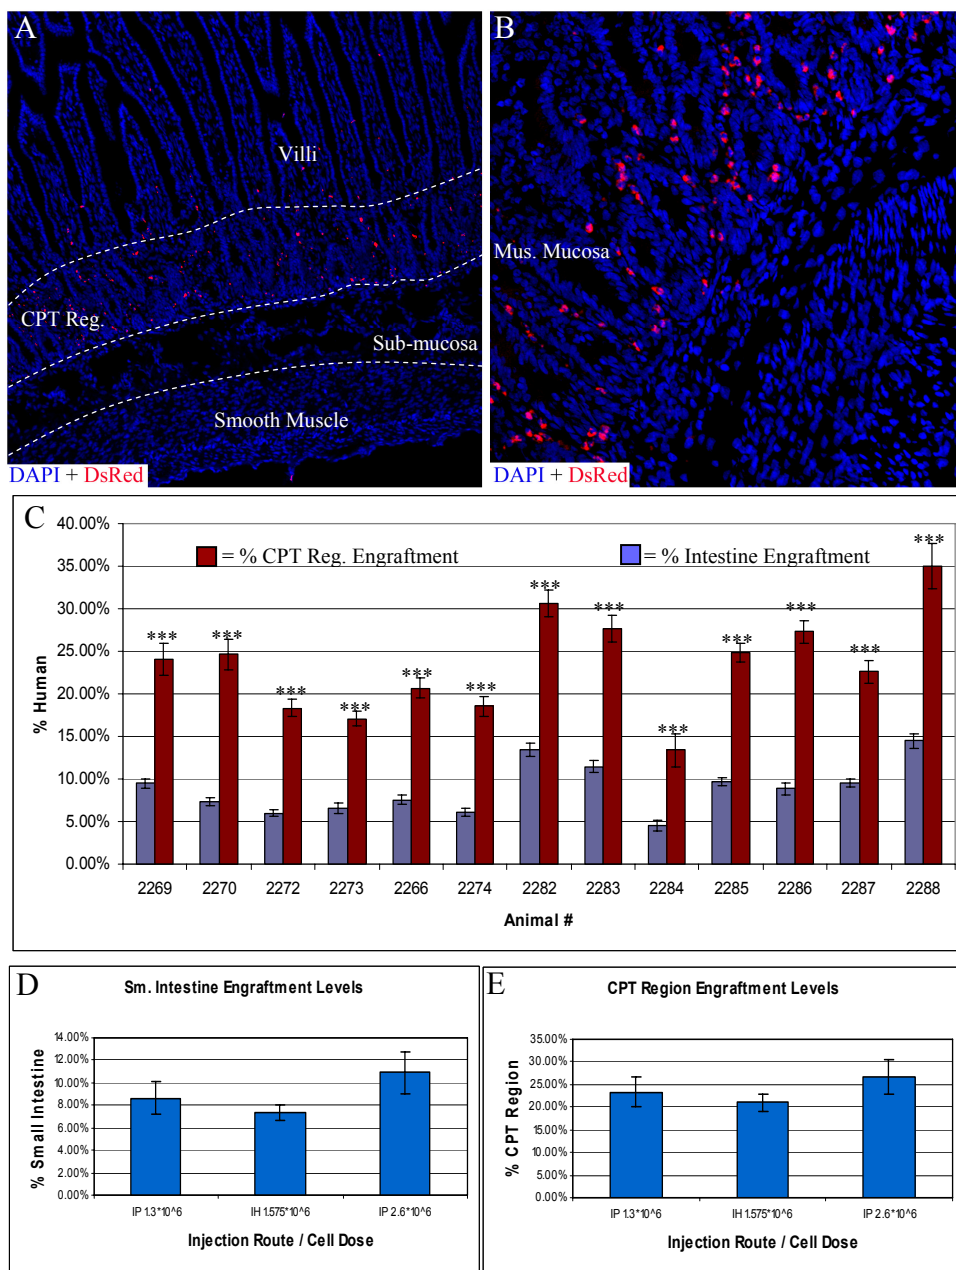 A
Villi
CPT Reg.
Sub-mucosa
Smooth Muscle
DAPI + DsRed
B
Mus. Mucosa
DAPI + DsRed
C
40.00%
35.00%
30.00%
25.00%
20.00%
15.00%
10.00%
5.00%
0.00%
% Human
= % CPT Reg. Engraftment
= % Intestine Engraftment
*** *** *** *** *** *** *** *** *** *** *** *** ***
2269 2270 2272 2273 2266 2274 2282 2283 2284 2285 2286 2287 2288
Animal #
D
Sm. Intestine Engraftment Levels
14.00%
12.00%
10.00%
8.00%
6.00%
4.00%
2.00%
0.00%
% Small Intestine
IP 1.3*10^6 IH 1.575*10^6 IP 2.6*10^6
Injection Route / Cell Dose
E
CPT Region Engraftment Levels
35.00%
30.00%
25.00%
20.00%
15.00%
10.00%
5.00%
0.00%
% CPT Region
IP 1.3*10^6 IH 1.575*10^6 IP 2.6*10^6
Injection Route / Cell Dose